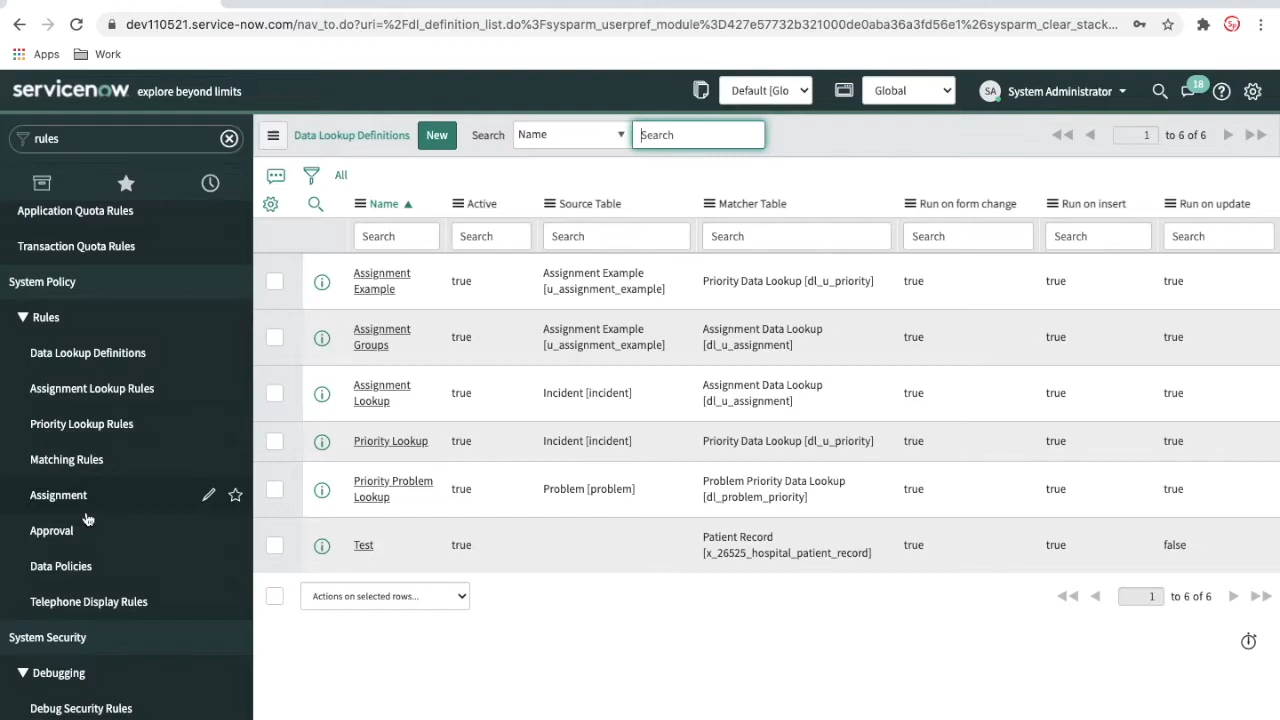 dev110521.service-now.com/nav_to.do?uri=%2Fdl_definition_list.do%3Fsysparm_userpref_module%3D427e57732b321000de0aba36a3fd56e1%26sysparm_clear_stack...
Sp
Apps Work
servicenow explore beyond limits
Default [Glo Global SA System Administrator 18
rules
Data Lookup Definitions New Search Name Search 1 to 6 of 6
All
Application Quota Rules
Transaction Quota Rules
System Policy
Rules
Data Lookup Definitions
Assignment Lookup Rules
Priority Lookup Rules
Matching Rules
Assignment
Approval
Data Policies
Telephone Display Rules
System Security
Debugging
Debug Security Rules
Name Active Source Table Matcher Table Run on form change Run on insert Run on update
Search Search Search Search Search Search Search
Assignment Example true Assignment Example [u_assignment_example] Priority Data Lookup [dl_u_priority] true true true
Assignment Groups true Assignment Example [u_assignment_example] Assignment Data Lookup [dl_u_assignment] true true true
Assignment Lookup true Incident [incident] Assignment Data Lookup [dl_u_assignment] true true true
Priority Lookup true Incident [incident] Priority Data Lookup [dl_u_priority] true true true
Priority Problem Lookup true Problem [problem] Problem Priority Data Lookup [dl_problem_priority] true true true
Test true Patient Record [x_26525_hospital_patient_record] true true false
Actions on selected rows... 1 to 6 of 6